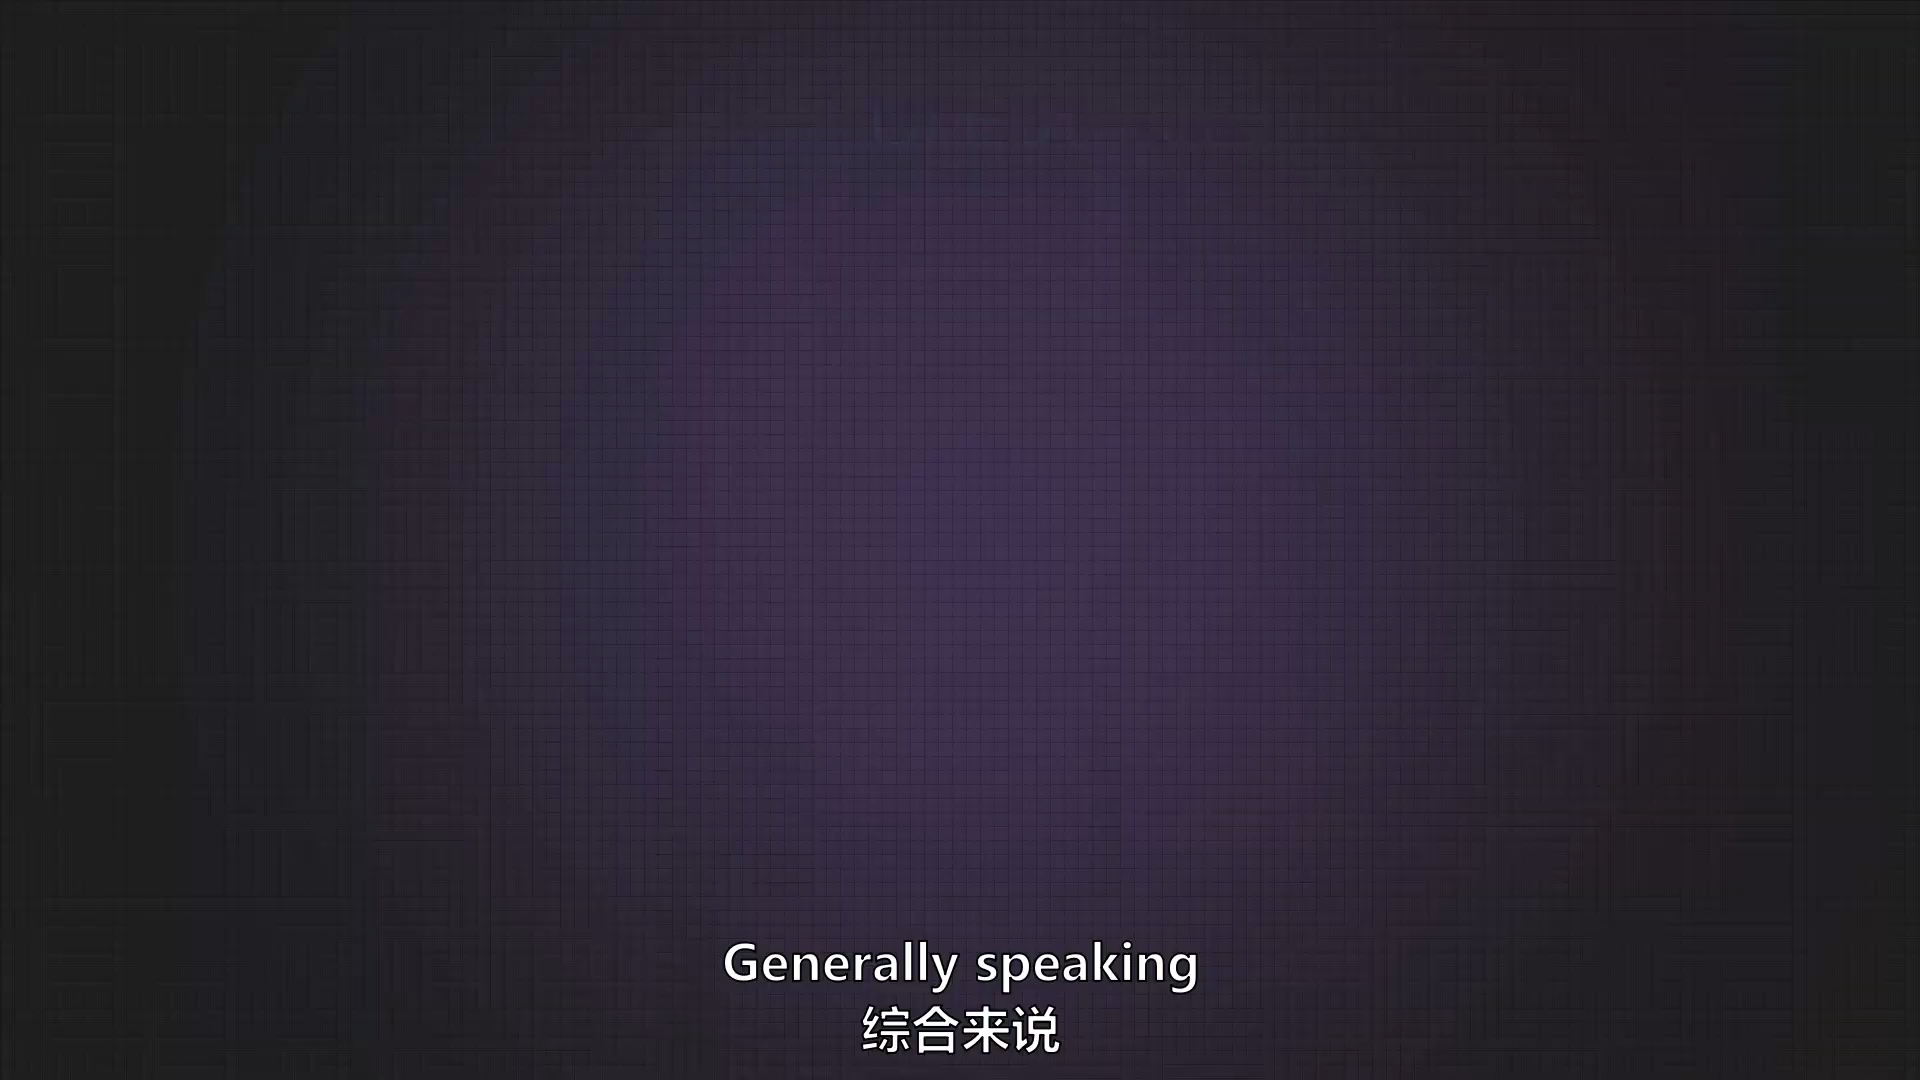 Generally speaking
综合来说